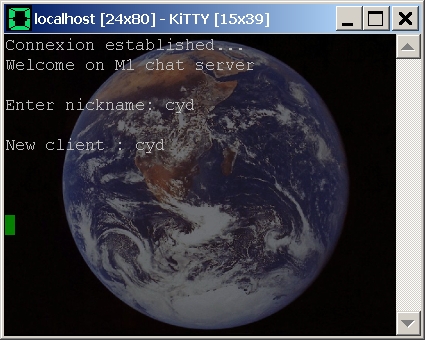 localhost [24x80] - KiTTY [15x39]
Connexion established...
Welcome on M1 chat server
Enter nickname: cyd
New client : cyd